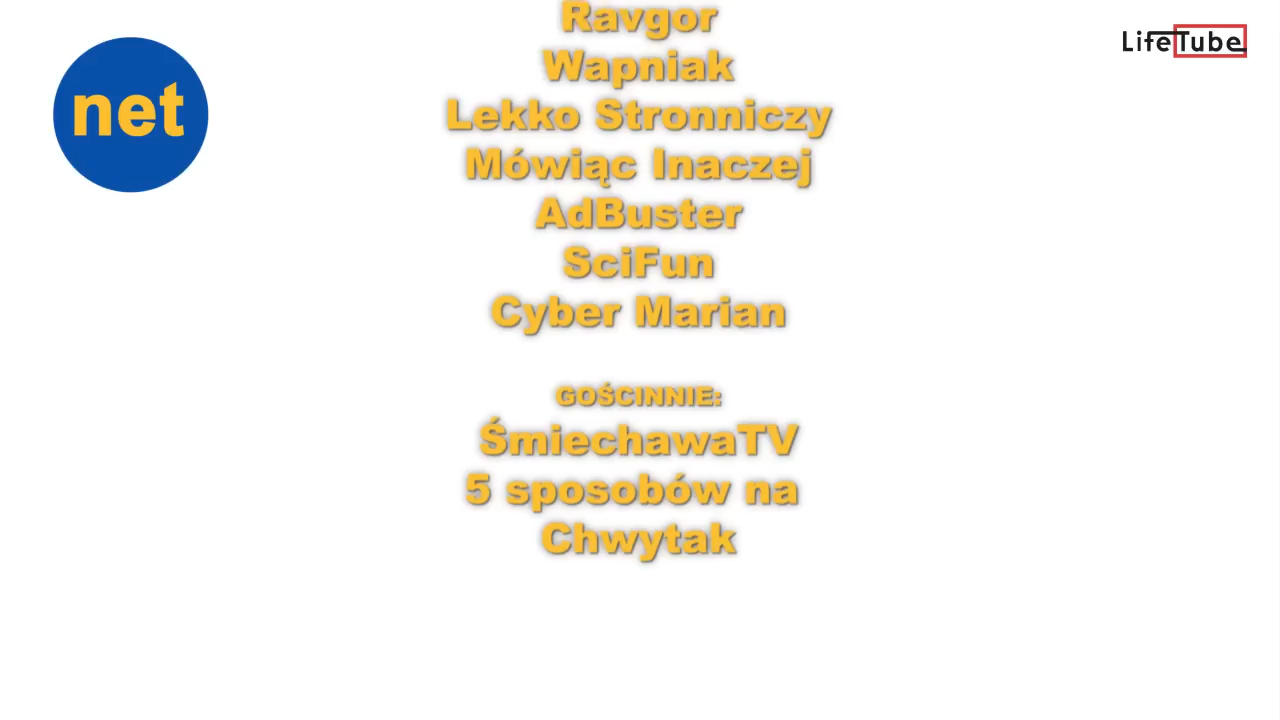 Ravgor
LifeTube
net
Wapniak
Lekko Stronniczy
Mówiąc Inaczej
AdBuster
SciFun
Cyber Marian
GOŚCINNIE:
ŚmiechawaTV
5 sposobów na
Chwytak